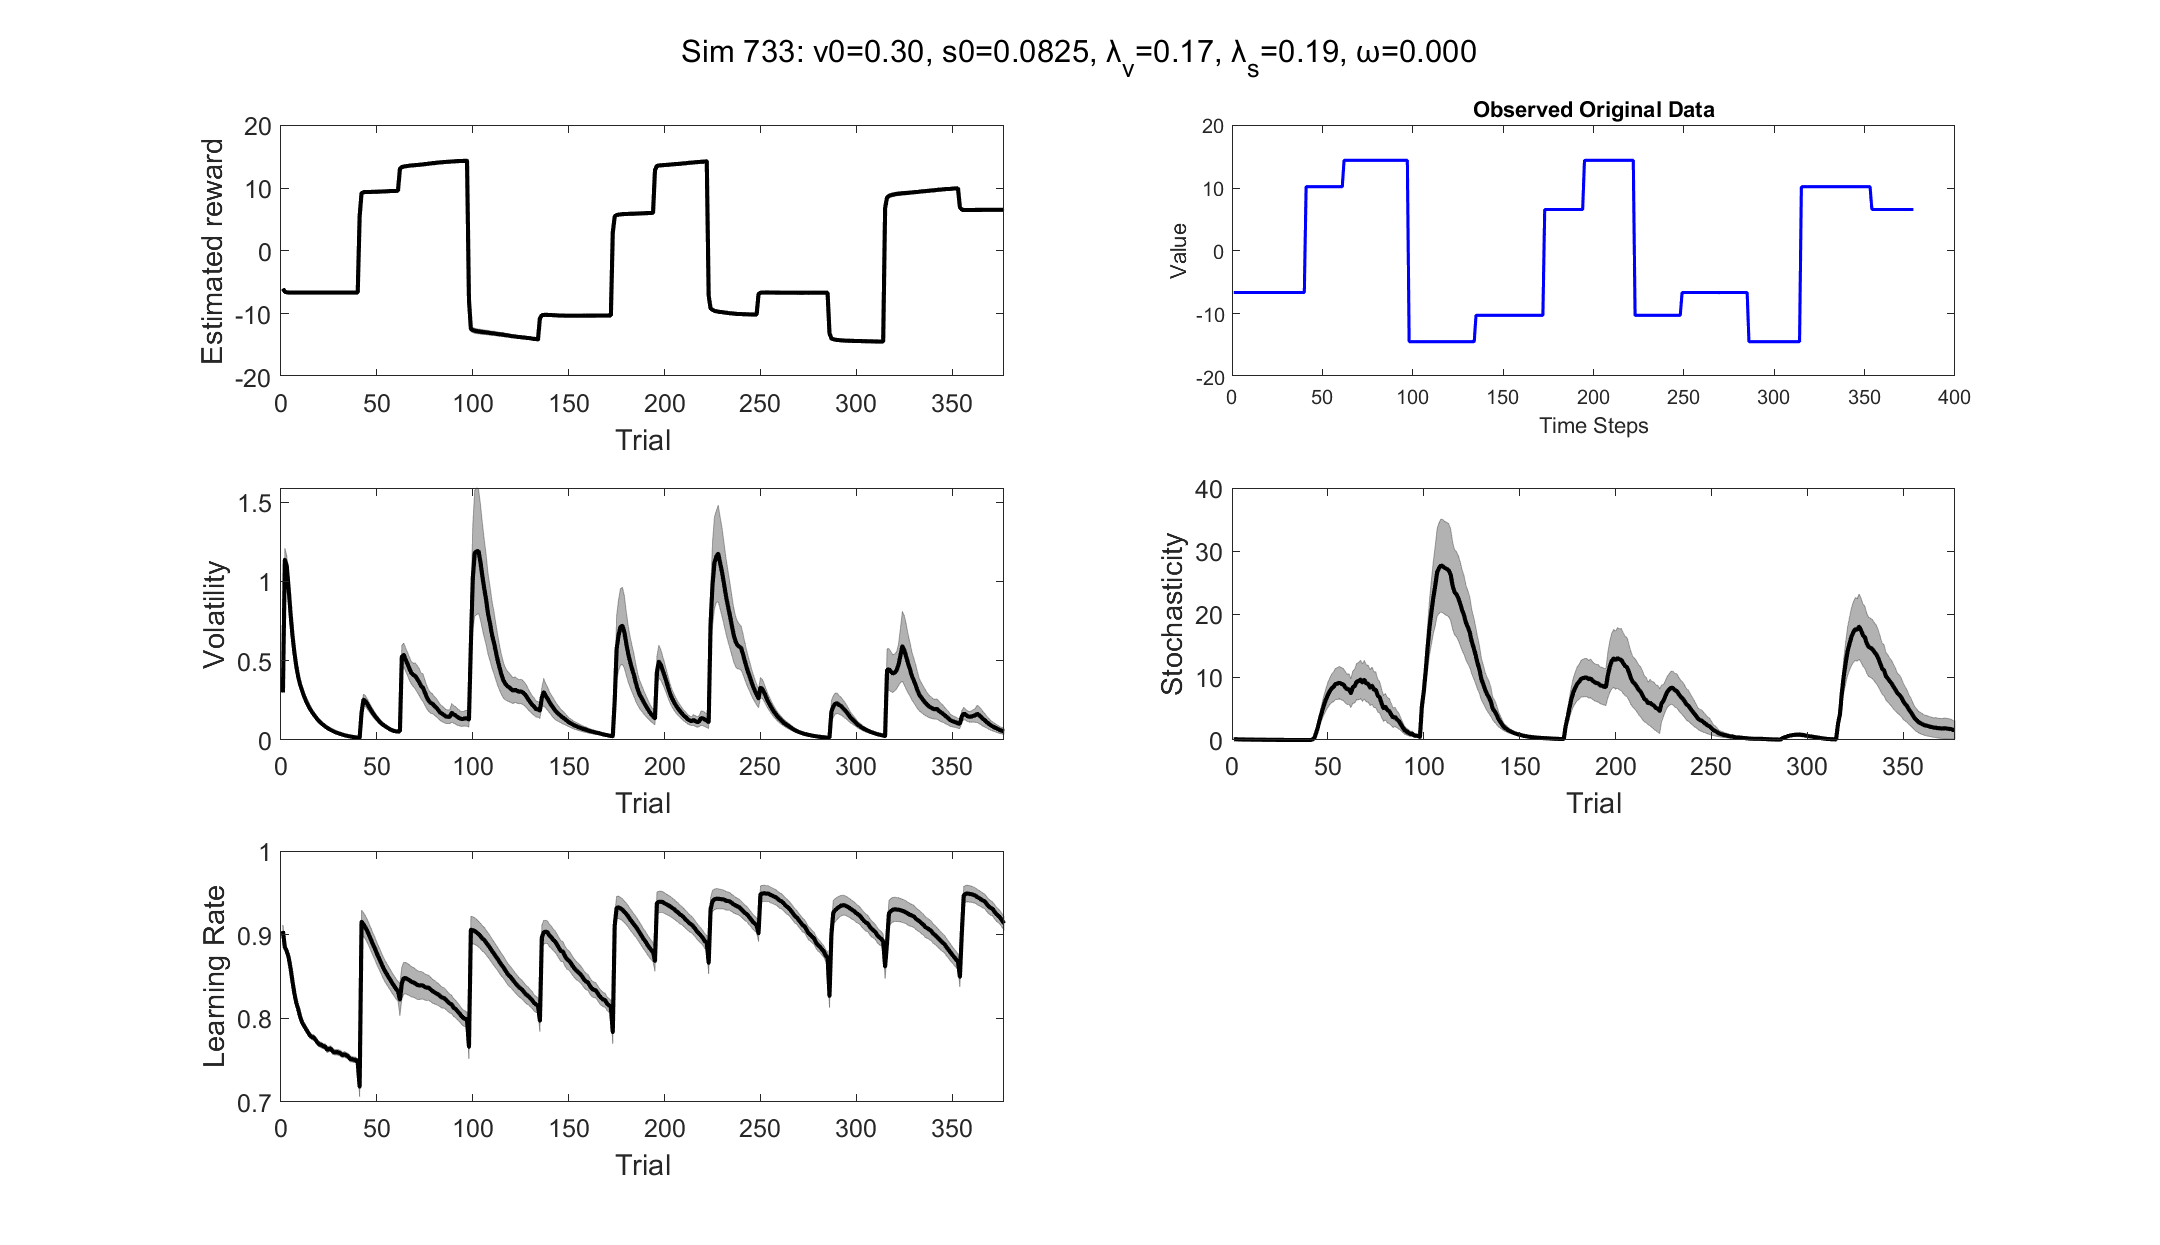 Sim 733: v0=0.30, s0=0.0825, λ_v=0.17, λ_s=0.19, ω=0.000
Estimated reward
20
10
0
-10
-20
0 50 100 150 200 250 300 350
Trial
Observed Original Data
Value
20
10
0
-10
-20
0 50 100 150 200 250 300 350 400
Time Steps
Volatility
1.5
1
0.5
0
0 50 100 150 200 250 300 350
Trial
Stochasticity
40
30
20
10
0
0 50 100 150 200 250 300 350
Trial
Learning Rate
1
0.9
0.8
0.7
0 50 100 150 200 250 300 350
Trial